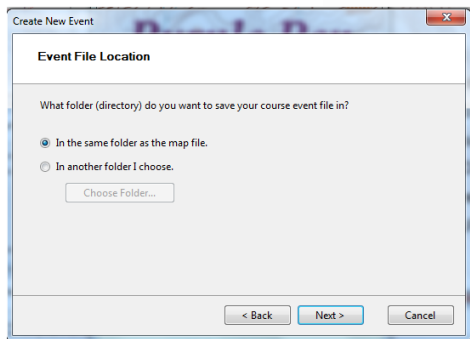 Create New Event
Event File Location
What folder (directory) do you want to save your course event file in?
In the same folder as the map file.
In another folder I choose.
Choose Folder...
< Back
Next >
Cancel